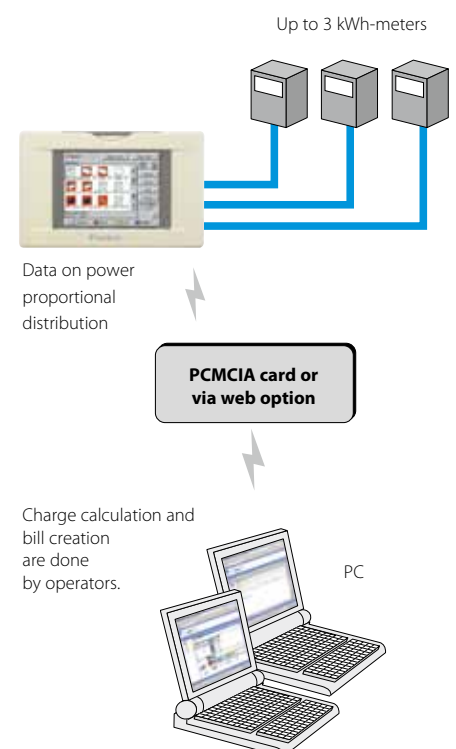 Up to 3 kWh-meters
Data on power
proportional
distribution
PCMCIA card or
via web option
Charge calculation and
bill creation
are done
by operators.
PC